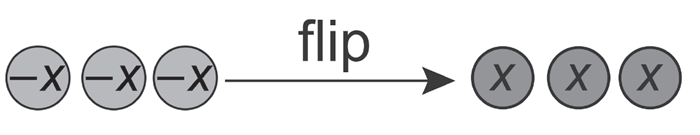 flip
–x –x –x x x x